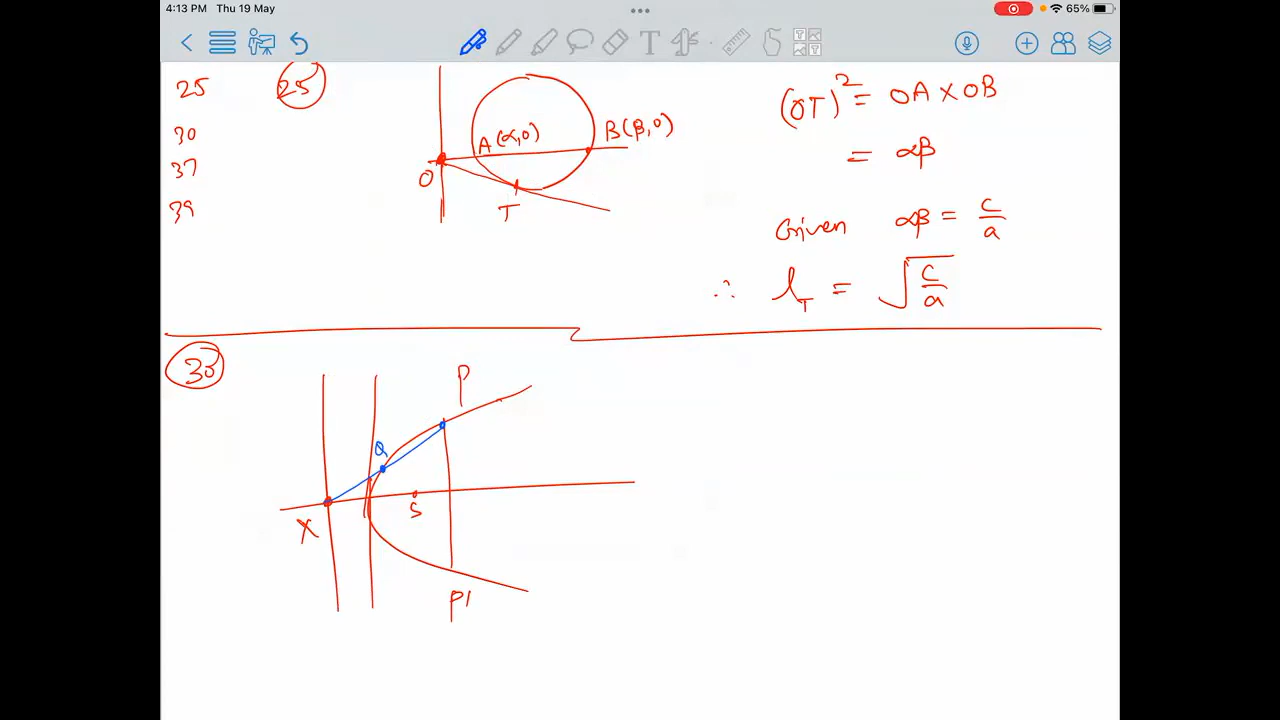 4:13 PM Thu 19 May
65%
T
25
30
37
39
25
A(α,0)
B(β,0)
O
T
(OT)² = OA × OB
= αβ
Given αβ = c/a
∴ l_T = √(c/a)
30
P
Q
S
X
P'